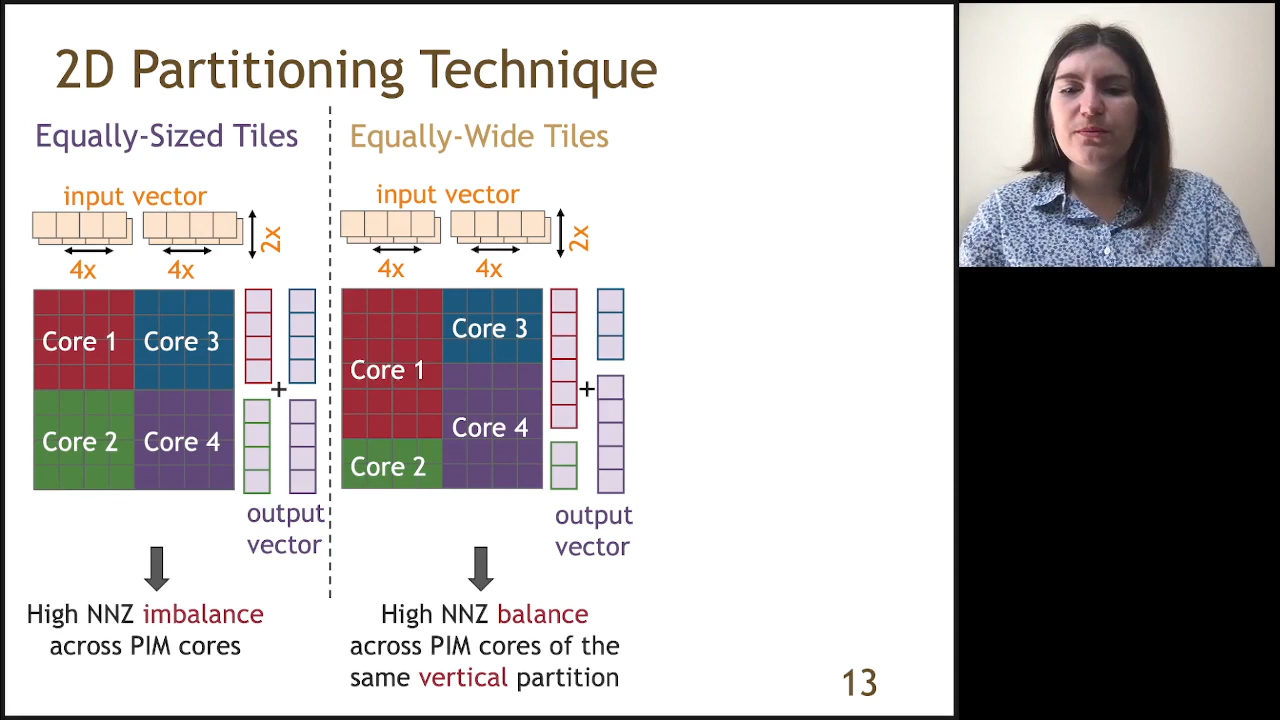 2D Partitioning Technique
Equally-Sized Tiles
input vector
2x
4x 4x
Core 1 Core 3
Core 2 Core 4
+
output
vector
High NNZ imbalance
across PIM cores
Equally-Wide Tiles
input vector
2x
4x 4x
Core 3
Core 1
Core 4
Core 2
+
output
vector
High NNZ balance
across PIM cores of the
same vertical partition
13